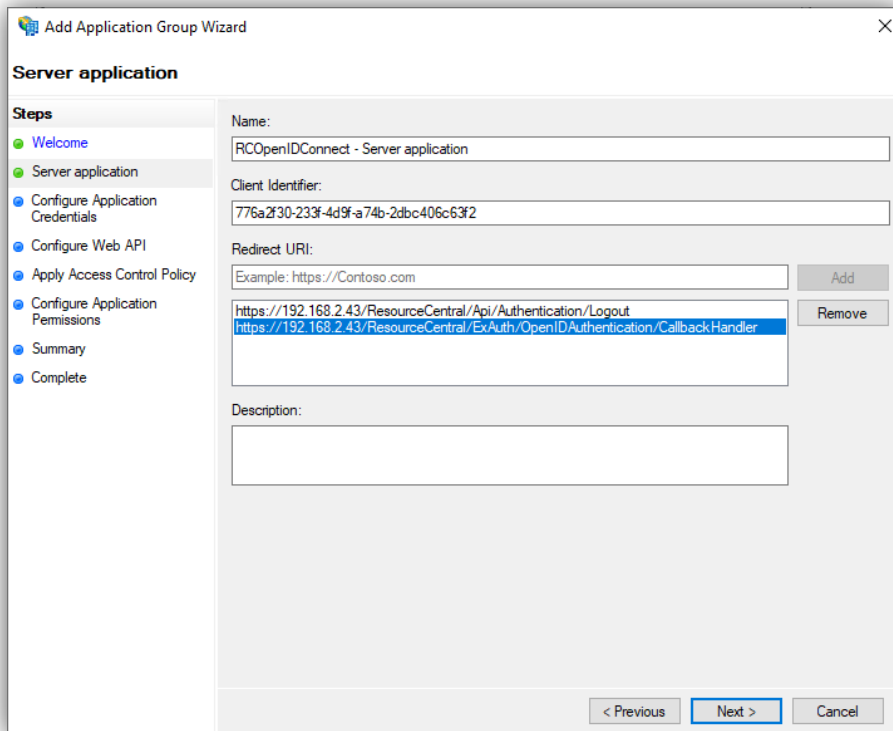 Add Application Group Wizard
Server application
Steps
Welcome
Server application
Configure Application
Credentials
Configure Web API
Apply Access Control Policy
Configure Application
Permissions
Summary
Complete
Name:
RCOpenIDConnect - Server application
Client Identifier:
776a2f30-233f-4d9f-a74b-2dbc406c63f2
Redirect URI:
Example: https://Contoso.com
Add
https://192.168.2.43/ResourceCentral/Api/Authentication/Logout
https://192.168.2.43/ResourceCentral/ExAuth/OpenIDAuthentication/CallbackHandler
Remove
Description:
< Previous
Next >
Cancel